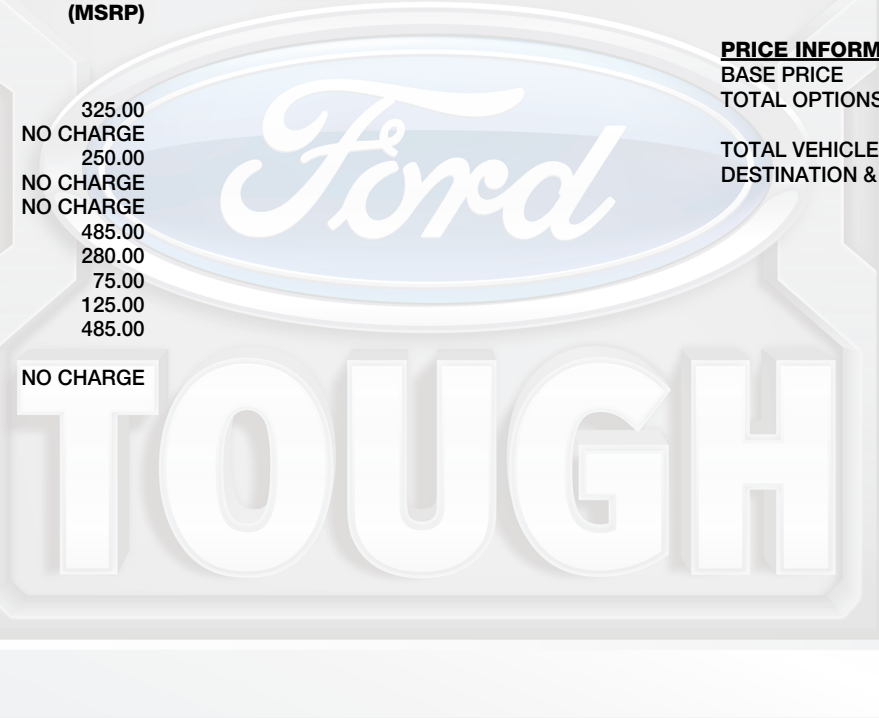 (MSRP)
325.00
NO CHARGE
250.00
NO CHARGE
NO CHARGE
485.00
280.00
75.00
125.00
485.00
NO CHARGE
PRICE INFORM
BASE PRICE
TOTAL OPTIONS
TOTAL VEHICLE
DESTINATION &
Ford
TOUGH